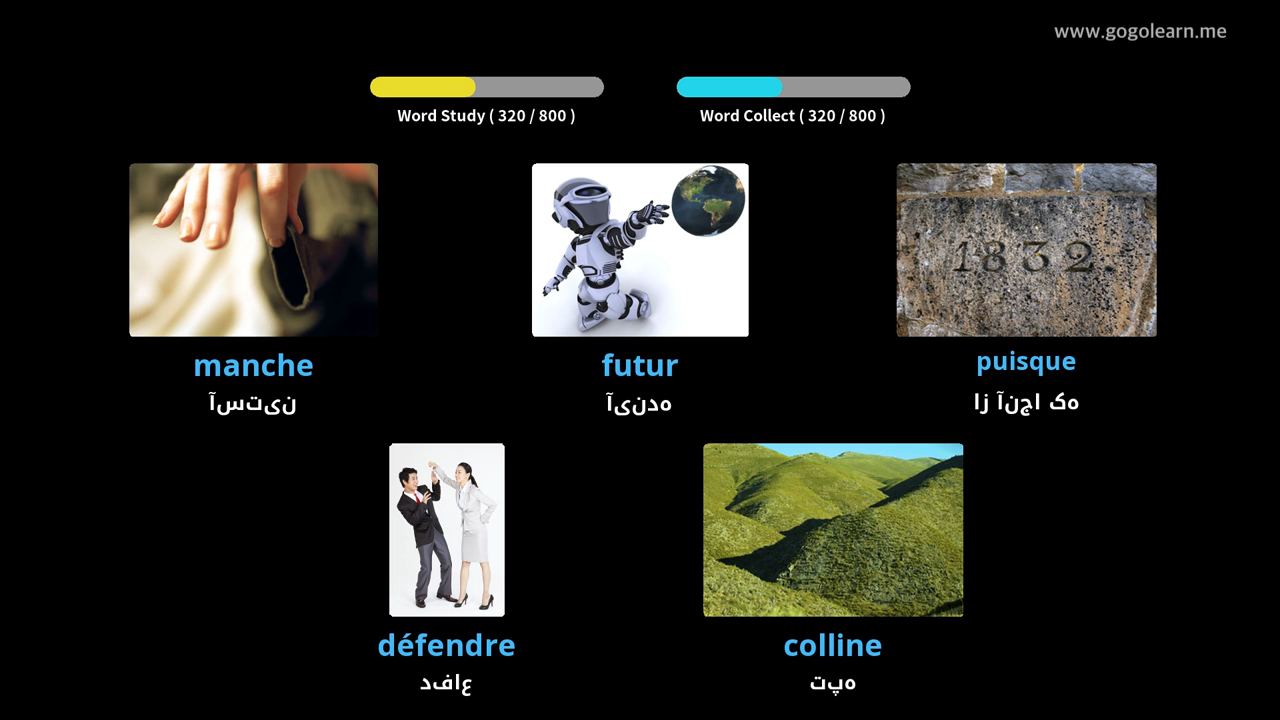 www.gogolearn.me
Word Study ( 320 / 800 )
Word Collect ( 320 / 800 )
manche
نیتسآ
futur
هدنیآ
puisque
هک اجنآ زا
1832.
défendre
عافد
colline
هپت